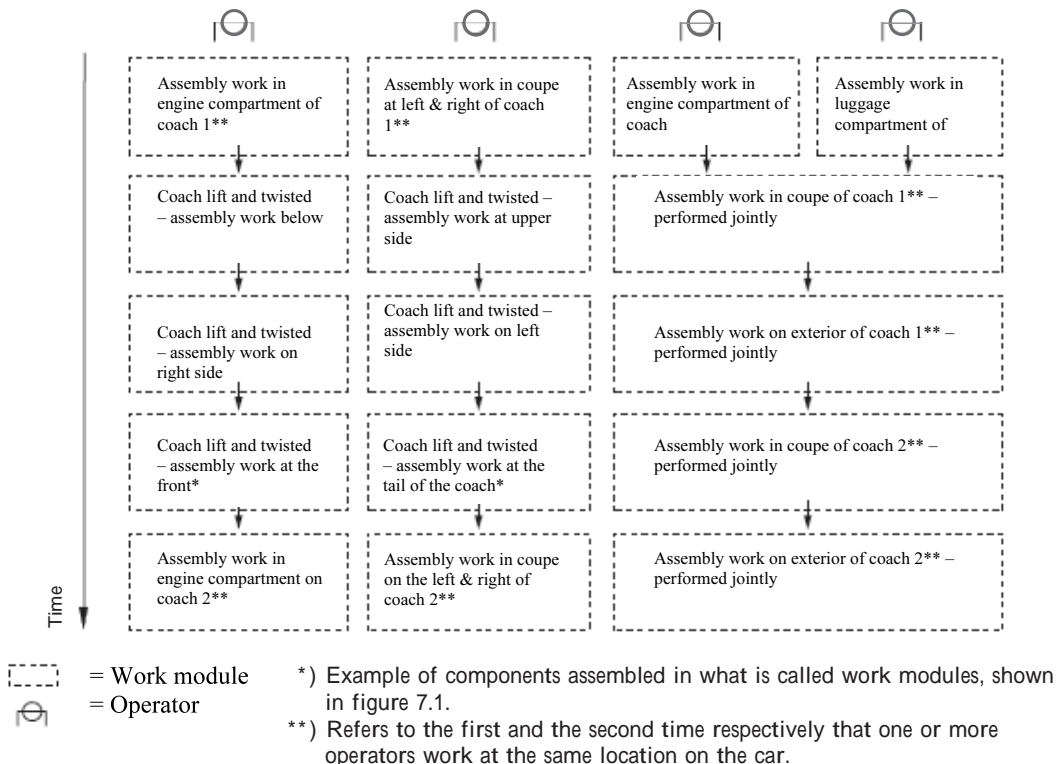 Assembly work in
engine compartment of
coach 1**
Assembly work in coupe
at left & right of coach
1**
Assembly work in
engine compartment of
coach
Assembly work in
luggage
compartment of
Coach lift and twisted
– assembly work below
Coach lift and twisted –
assembly work at upper
side
Assembly work in coupe of coach 1** –
performed jointly
Coach lift and twisted
– assembly work on
right side
Coach lift and twisted –
assembly work on left
side
Assembly work on exterior of coach 1** –
performed jointly
Coach lift and twisted
– assembly work at the
front*
Coach lift and twisted
– assembly work at the
tail of the coach*
Assembly work in coupe of coach 2** –
performed jointly
Assembly work in
engine compartment on
coach 2**
Assembly work in coupe
on the left & right of
coach 2**
Assembly work on exterior of coach 2** –
performed jointly
Time
= Work module
= Operator
*) Example of components assembled in what is called work modules, shown
in figure 7.1.
**) Refers to the first and the second time respectively that one or more
operators work at the same location on the car.